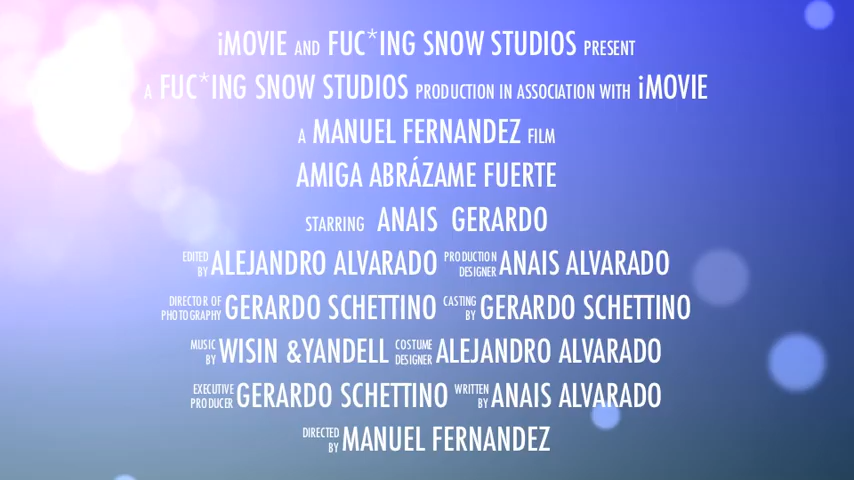 iMOVIE AND FUC*ING SNOW STUDIOS PRESENT
A FUC*ING SNOW STUDIOS PRODUCTION IN ASSOCIATION WITH iMOVIE
A MANUEL FERNANDEZ FILM
AMIGA ABRÁZAME FUERTE
STARRING ANAIS GERARDO
EDITED BY ALEJANDRO ALVARADO PRODUCTION DESIGNER ANAIS ALVARADO
DIRECTOR OF PHOTOGRAPHY GERARDO SCHETTINO CASTING BY GERARDO SCHETTINO
MUSIC BY WISIN &YANDELL COSTUME DESIGNER ALEJANDRO ALVARADO
EXECUTIVE PRODUCER GERARDO SCHETTINO WRITTEN BY ANAIS ALVARADO
DIRECTED BY MANUEL FERNANDEZ